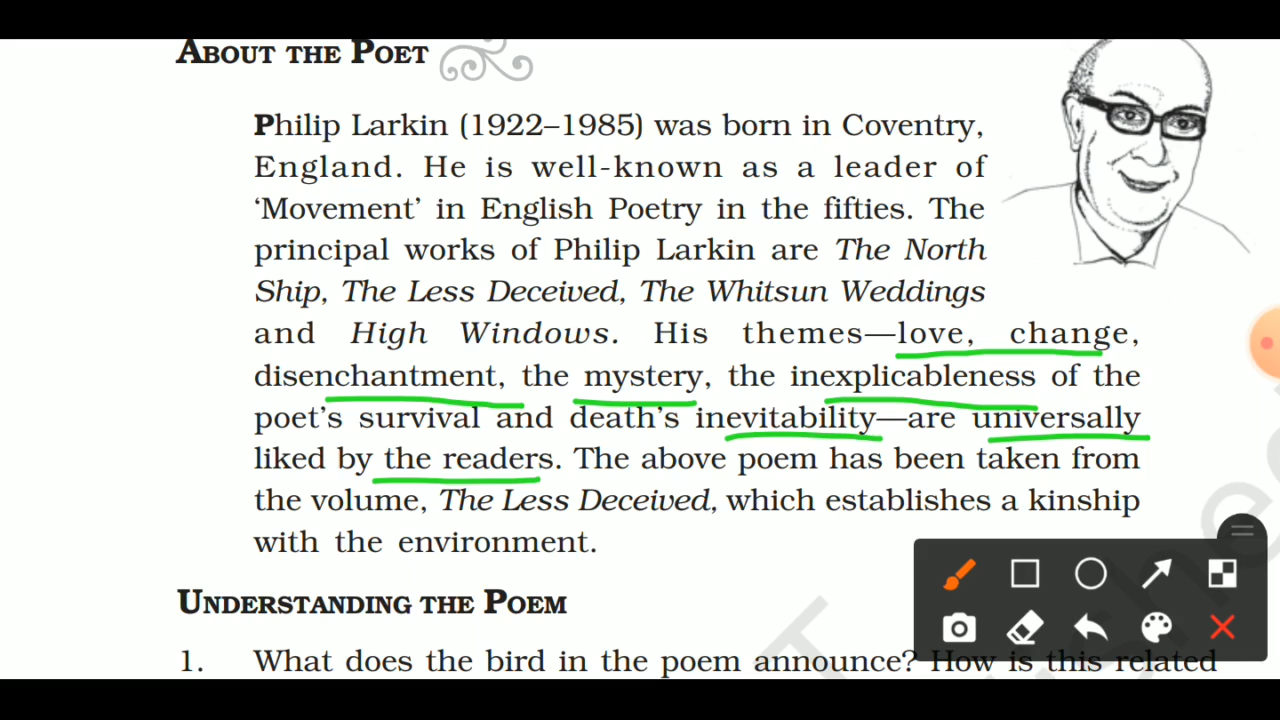 ABOUT THE POET
Philip Larkin (1922–1985) was born in Coventry,
England. He is well-known as a leader of
‘Movement’ in English Poetry in the fifties. The
principal works of Philip Larkin are The North
Ship, The Less Deceived, The Whitsun Weddings
and High Windows. His themes—love, change,
disenchantment, the mystery, the inexplicableness of the
poet’s survival and death’s inevitability—are universally
liked by the readers. The above poem has been taken from
the volume, The Less Deceived, which establishes a kinship
with the environment.
UNDERSTANDING THE POEM
1. What does the bird in the poem announce? How is this related